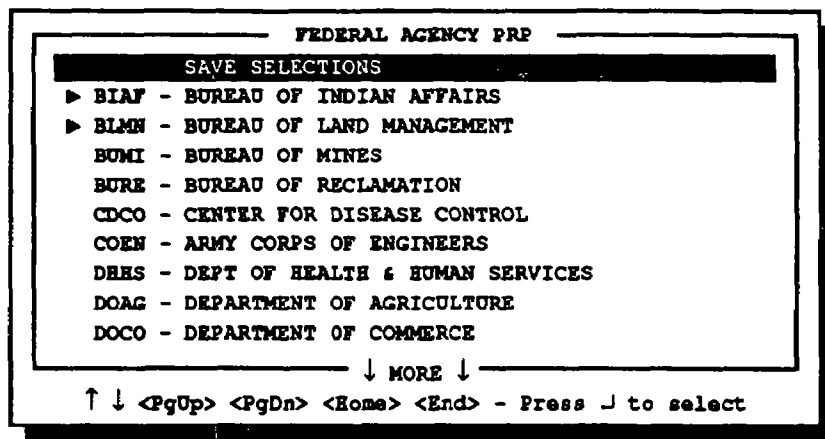 FEDERAL AGENCY PRP
SAVE SELECTIONS
▶ BIAF - BUREAU OF INDIAN AFFAIRS
▶ BLMN - BUREAU OF LAND MANAGEMENT
BUMI - BUREAU OF MINES
BURE - BUREAU OF RECLAMATION
CDCO - CENTER FOR DISEASE CONTROL
COEN - ARMY CORPS OF ENGINEERS
DHHS - DEPT OF HEALTH & HUMAN SERVICES
DOAG - DEPARTMENT OF AGRICULTURE
DOCO - DEPARTMENT OF COMMERCE
↓ MORE ↓
↑ ↓ <PgUp> <PgDn> <Home> <End> - Press ┘ to select